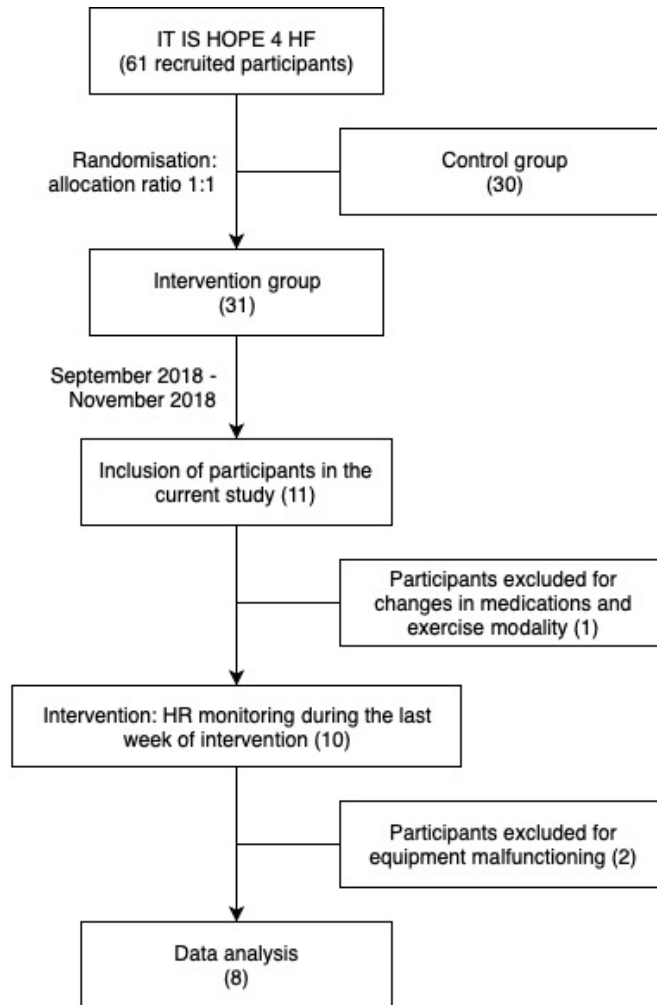 IT IS HOPE 4 HF
(61 recruited participants)
Randomisation:
allocation ratio 1:1
Control group
(30)
Intervention group
(31)
September 2018 -
November 2018
Inclusion of participants in the
current study (11)
Participants excluded for
changes in medications and
exercise modality (1)
Intervention: HR monitoring during the last
week of intervention (10)
Participants excluded for
equipment malfunctioning (2)
Data analysis
(8)